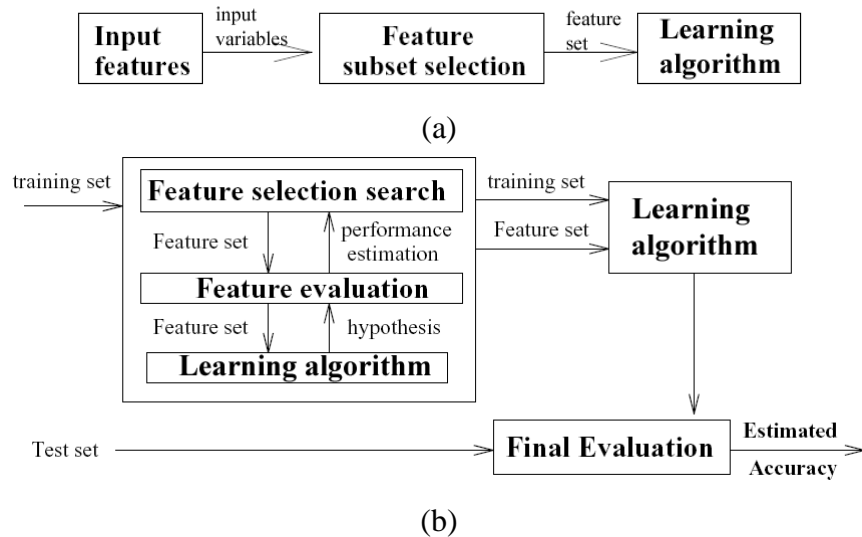 Input
features
input
variables
Feature
subset selection
feature
set
Learning
algorithm
(a)
training set
Feature selection search
Feature set
performance
estimation
Feature evaluation
Feature set
hypothesis
Learning algorithm
training set
Feature set
Learning
algorithm
Test set
Final Evaluation
Estimated
Accuracy
(b)